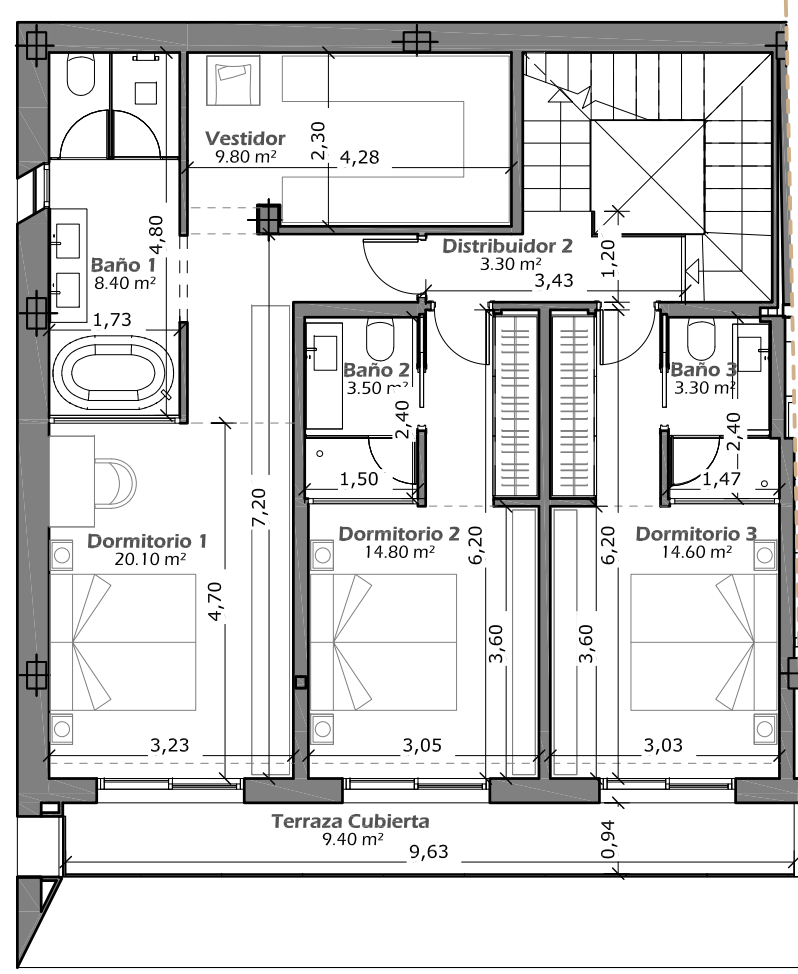 Vestidor
9.80 m²
2,30
4,28
4,80
Distribuidor 2
3.30 m²
1,20
3,43
Baño 1
8.40 m²
1,73
Baño 2
3.50 m²
2,40
1,50
Baño 3
3.30 m²
2,40
1,47
7,20
Dormitorio 1
20.10 m²
4,70
3,23
Dormitorio 2
14.80 m²
6,20
3,60
3,05
Dormitorio 3
14.60 m²
6,20
3,60
3,03
Terraza Cubierta
9.40 m²
9,63
0,94